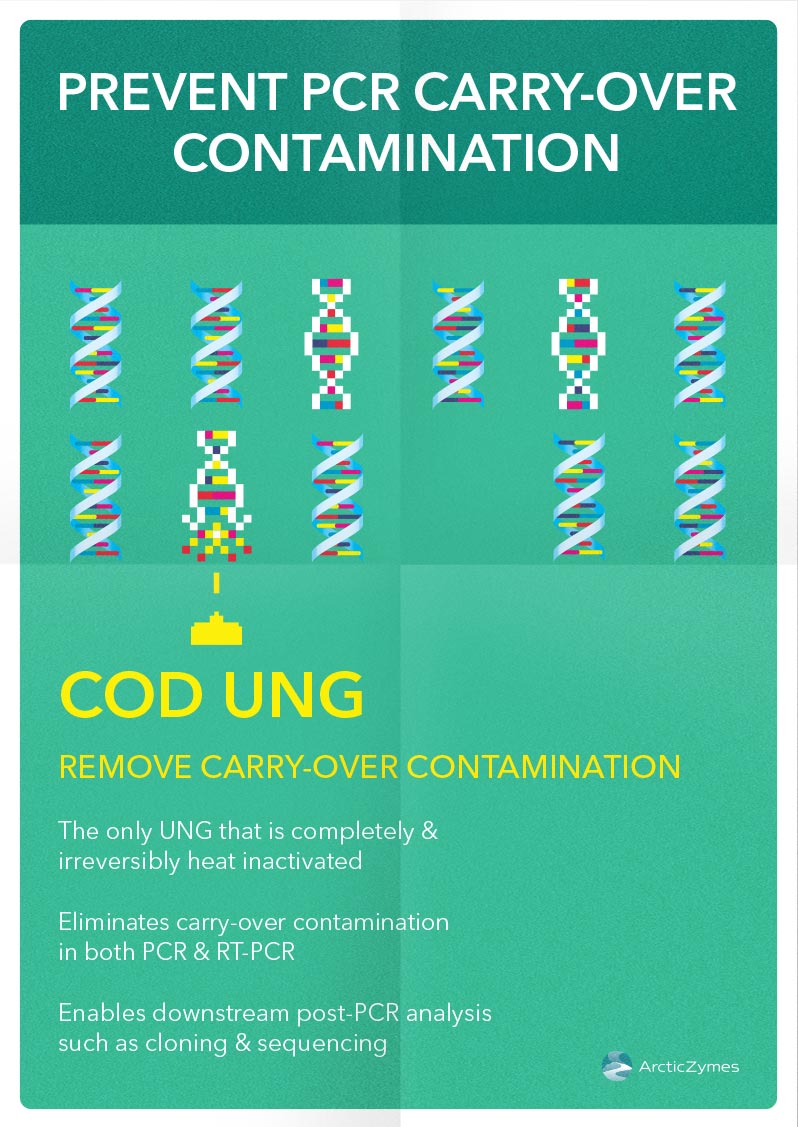 PREVENT PCR CARRY-OVER
CONTAMINATION
COD UNG
REMOVE CARRY-OVER CONTAMINATION
The only UNG that is completely &
irreversibly heat inactivated
Eliminates carry-over contamination
in both PCR & RT-PCR
Enables downstream post-PCR analysis
such as cloning & sequencing
ArcticZymes